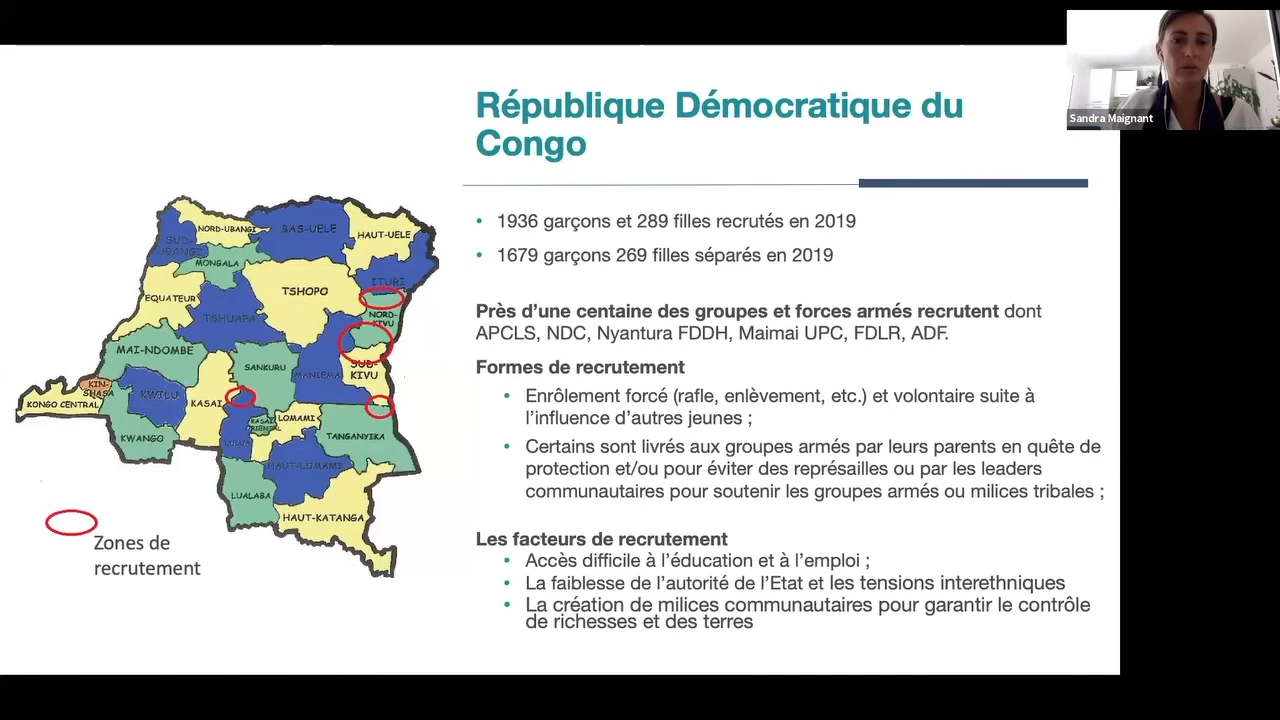 Sandra Maignant
République Démocratique du
Congo
• 1936 garçons et 289 filles recrutés en 2019
• 1679 garçons 269 filles séparés en 2019
Près d’une centaine des groupes et forces armés recrutent dont
APCLS, NDC, Nyantura FDDH, Maimai UPC, FDLR, ADF.
Formes de recrutement
• Enrôlement forcé (rafle, enlèvement, etc.) et volontaire suite à
l’influence d’autres jeunes ;
• Certains sont livrés aux groupes armés par leurs parents en quête de
protection et/ou pour éviter des représailles ou par les leaders
communautaires pour soutenir les groupes armés ou milices tribales ;
Les facteurs de recrutement
• Accès difficile à l’éducation et à l’emploi ;
• La faiblesse de l’autorité de l’Etat et les tensions interethniques
• La création de milices communautaires pour garantir le contrôle
de richesses et des terres
NORD-UBANGI
BAS-UELE
HAUT-UELE
SUD-
UBANGI
MONGALA
ITURI
EQUATEUR
TSHOPO
TSHUAPA
NORD-
KIVU
MAI-NDOMBE
SANKURU
MANIEMA
SUD-
KIVU
KIN-
SHASA
KONGO CENTRAL
KWILU
KASAI
LOMAMI
KASAI
ORIENTAL
KWANGO
TANGANYIKA
HAUT-LOMAMI
LUALABA
HAUT-KATANGA
Zones de
recrutement